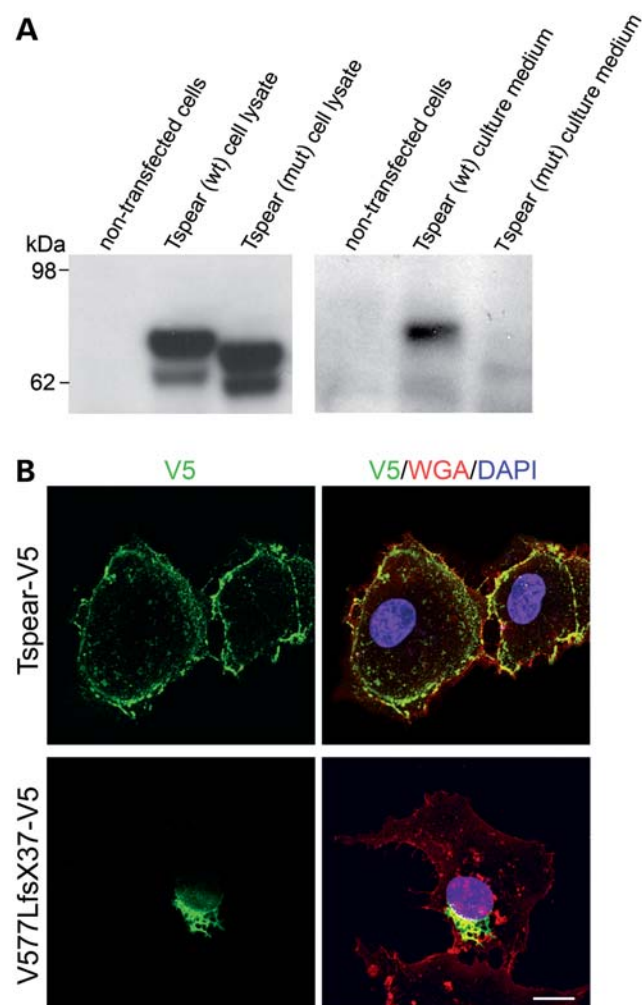 A
non-transfected cells
Tspear (wt) cell lysate
Tspear (mut) cell lysate
non-transfected cells
Tspear (wt) culture medium
Tspear (mut) culture medium
kDa
98
62
B
V5
V5/WGA/DAPI
Tspear-V5
V577LfsX37-V5